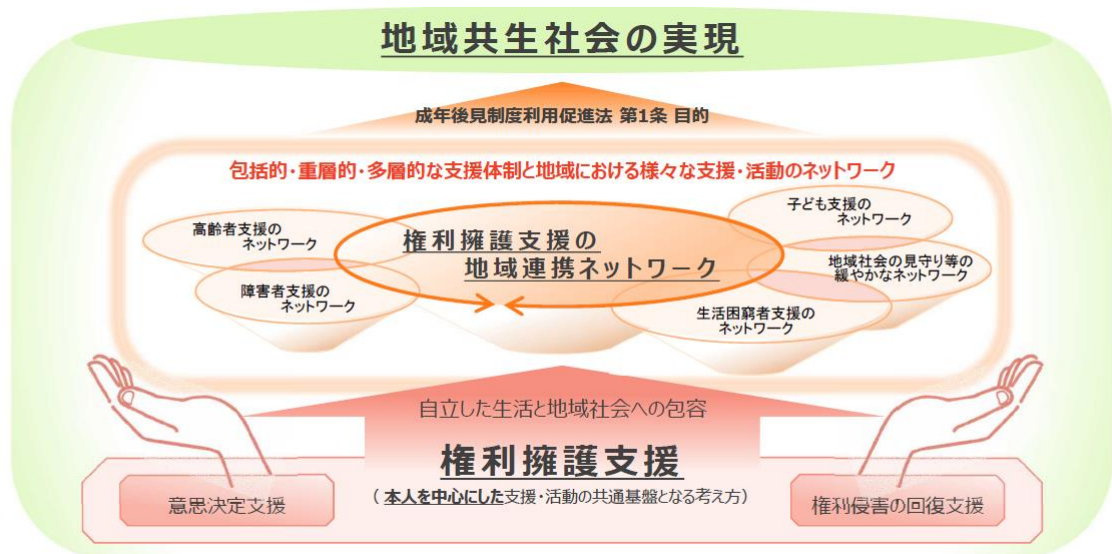 地域共生社会の実現
成年後見制度利用促進法 第1条 目的
包括的・重層的・多層的な支援体制と地域における様々な支援・活動のネットワーク
高齢者支援の
ネットワーク
障害者支援の
ネットワーク
権利擁護支援の
地域連携ネットワーク
子ども支援の
ネットワーク
地域社会の見守り等の
緩やかなネットワーク
生活困窮者支援の
ネットワーク
自立した生活と地域社会への包容
権利擁護支援
(本人を中心にした支援・活動の共通基盤となる考え方)
意思決定支援
権利侵害の回復支援